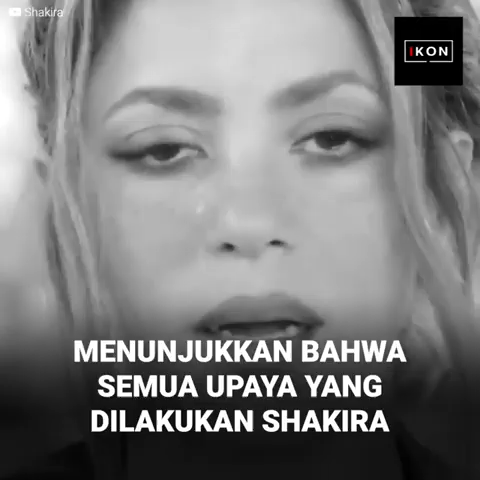 Shakira
IKON
MENUNJUKKAN BAHWA
SEMUA UPAYA YANG
DILAKUKAN SHAKIRA